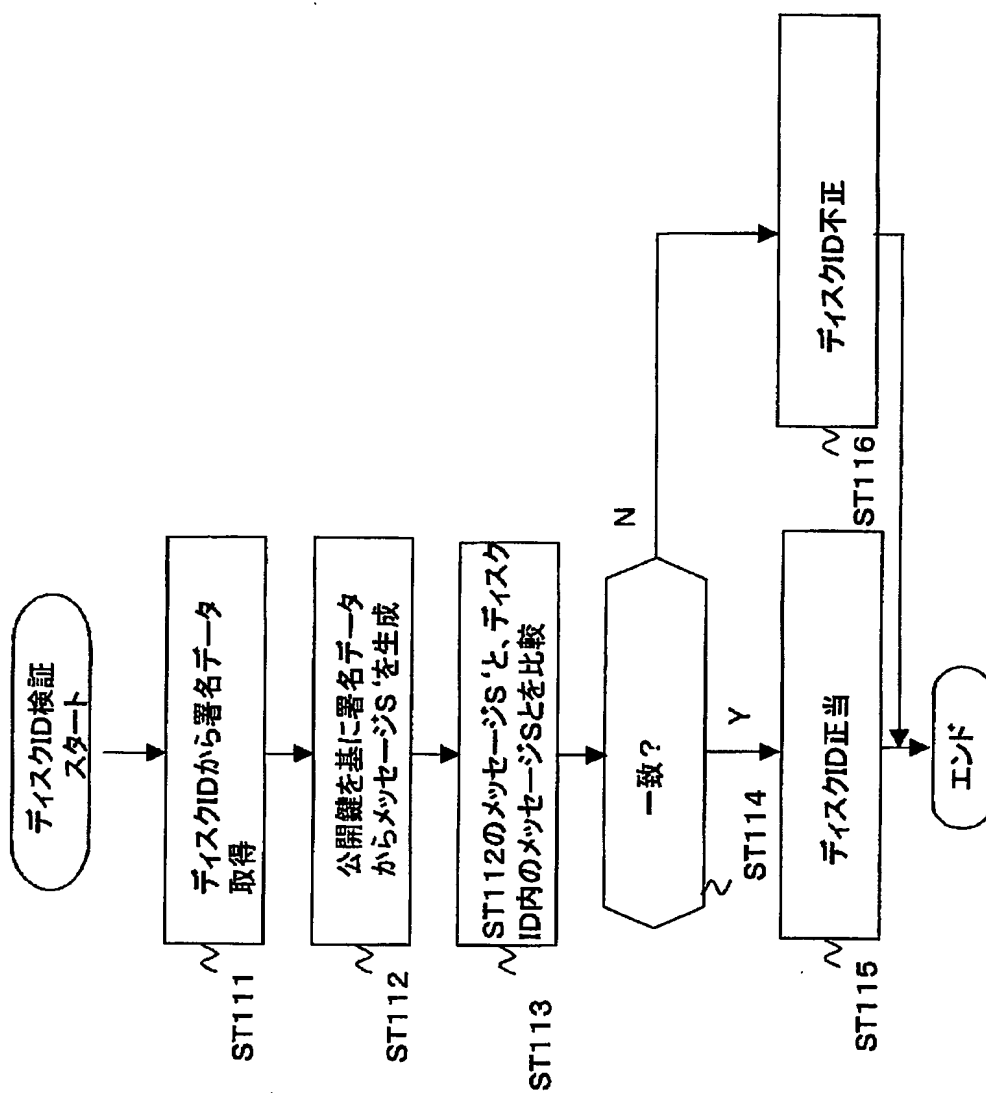 ディスクID検証
スタート
ST111
ディスクIDから署名データ
取得
ST112
公開鍵を基に署名データ
からメッセージS'を生成
ST113
ST112のメッセージS'と、ディスク
ID内のメッセージSとを比較
ST114
一致?
N
Y
ST115
ディスクID正当
ST116
ディスクID不正
エンド